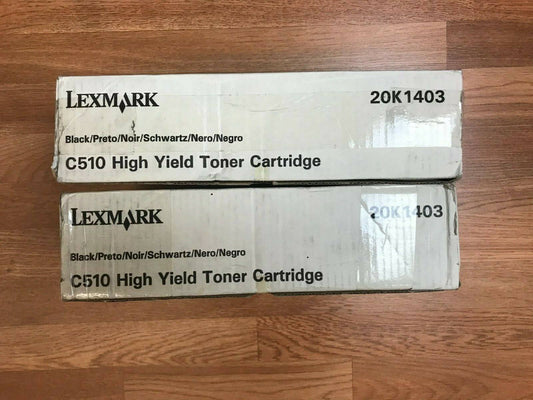 LEXMARK 20K1403
Black/Preto/Noir/Schwartz/Nero/Negro
C510 High Yield Toner Cartridge
LEXMARK 20K1403
Black/Preto/Noir/Schwartz/Nero/Negro
C510 High Yield Toner Cartridge